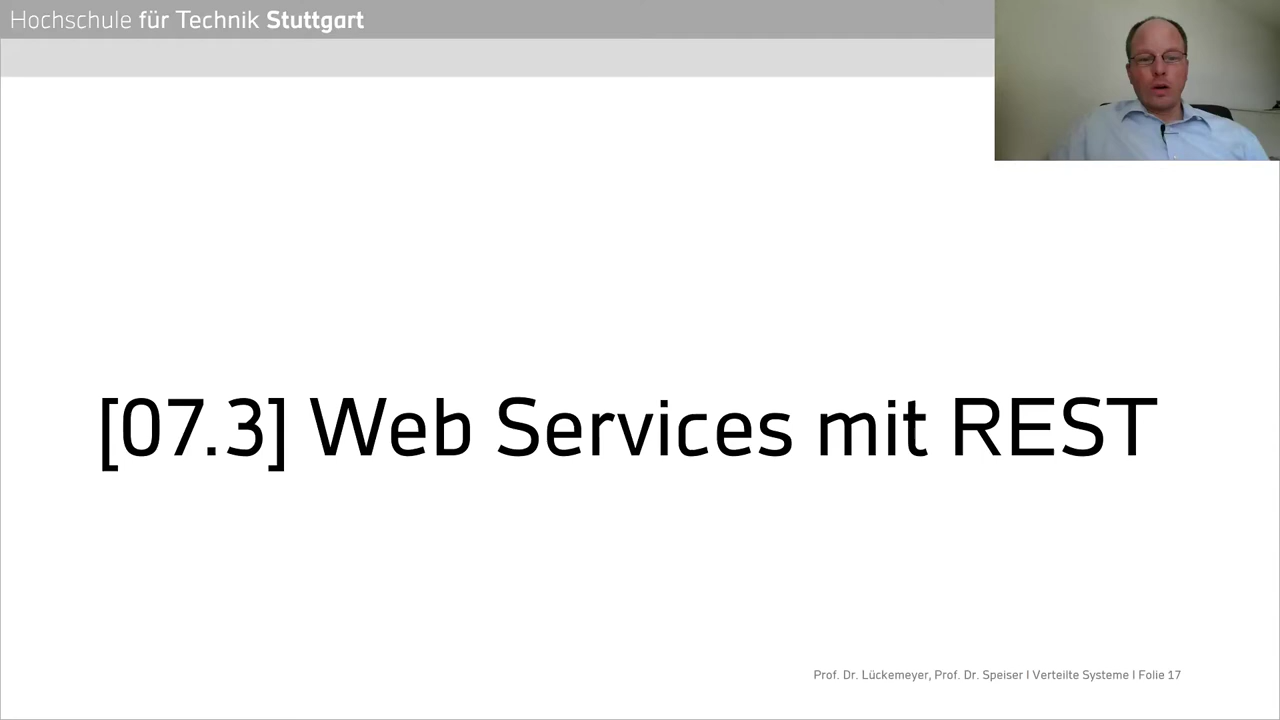 Hochschule für Technik Stuttgart
[07.3] Web Services mit REST
Prof. Dr. Lückemeyer, Prof. Dr. Speiser I Verteilte Systeme I Folie 17